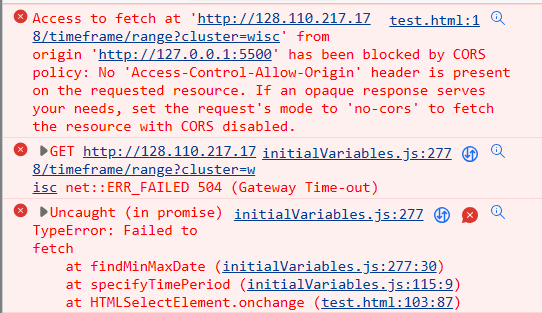 Access to fetch at 'http://128.110.217.17 test.html:1
8/timeframe/range?cluster=wisc' from
origin 'http://127.0.0.1:5500' has been blocked by CORS
policy: No 'Access-Control-Allow-Origin' header is present
on the requested resource. If an opaque response serves
your needs, set the request's mode to 'no-cors' to fetch
the resource with CORS disabled.
GET http://128.110.217.17 initialVariables.js:277
8/timeframe/range?cluster=w
isc net::ERR_FAILED 504 (Gateway Time-out)
Uncaught (in promise) initialVariables.js:277
TypeError: Failed to
fetch
at findMinMaxDate (initialVariables.js:277:30)
at specifyTimePeriod (initialVariables.js:115:9)
at HTMLSelectElement.onchange (test.html:103:87)